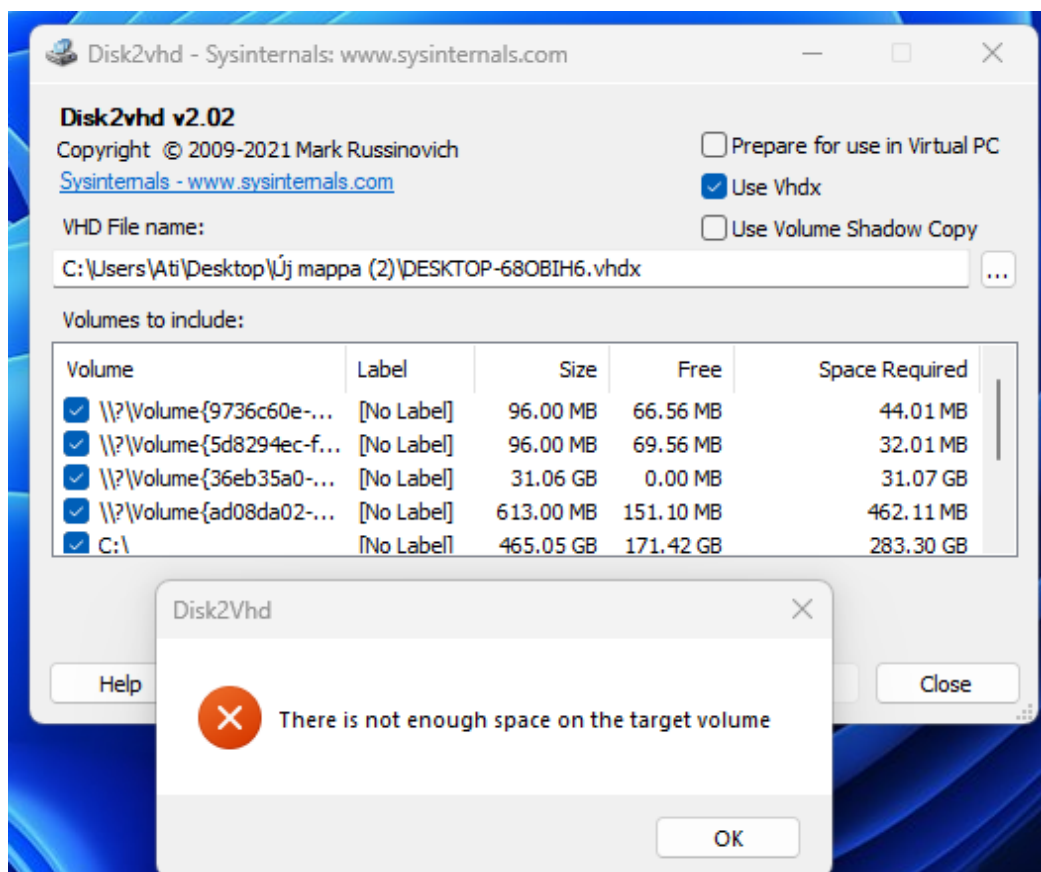 Disk2vhd - Sysinternals: www.sysinternals.com
Disk2vhd v2.02
Copyright © 2009-2021 Mark Russinovich
Sysinternals - www.sysinternals.com
Prepare for use in Virtual PC
Use Vhdx
Use Volume Shadow Copy
VHD File name:
C:\Users\Ati\Desktop\Új mappa (2)\DESKTOP-68OBIH6.vhdx
...
Volumes to include:
Volume Label Size Free Space Required
\\?\Volume{9736c60e-... [No Label] 96.00 MB 66.56 MB 44.01 MB
\\?\Volume{5d8294ec-f... [No Label] 96.00 MB 69.56 MB 32.01 MB
\\?\Volume{36eb35a0-... [No Label] 31.06 GB 0.00 MB 31.07 GB
\\?\Volume{ad08da02-... [No Label] 613.00 MB 151.10 MB 462.11 MB
C:\ [No Label] 465.05 GB 171.42 GB 283.30 GB
Help
Close
Disk2Vhd
There is not enough space on the target volume
OK